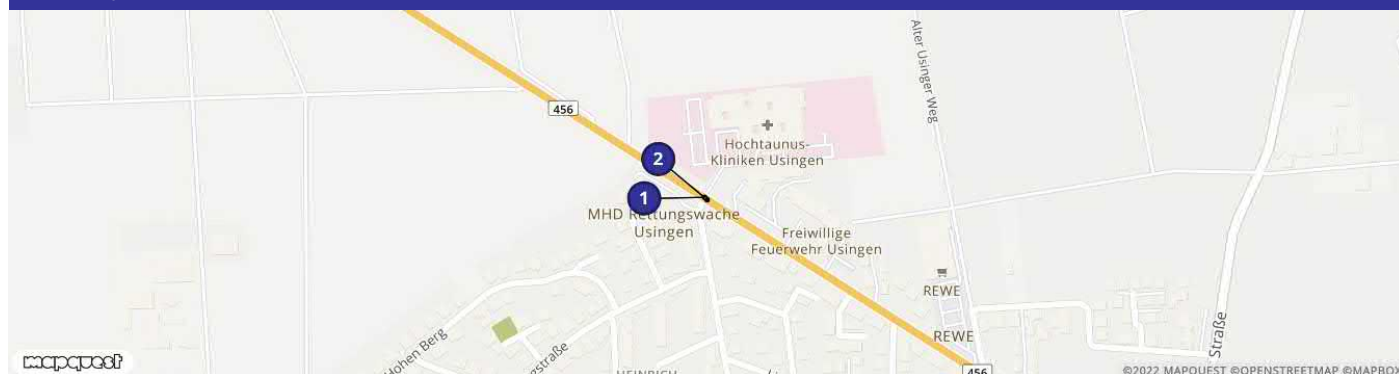 Alter Usinger Weg
456
Hochtaunus-
Kliniken Usingen
2
1
MHD Rettungswache
Usingen
Freiwillige
Feuerwehr Usingen
REWE
REWE
Straße
Hohen Berg
456
mapquest
©2022 MAPQUEST ©OPENSTREETMAP ©MAPBOX